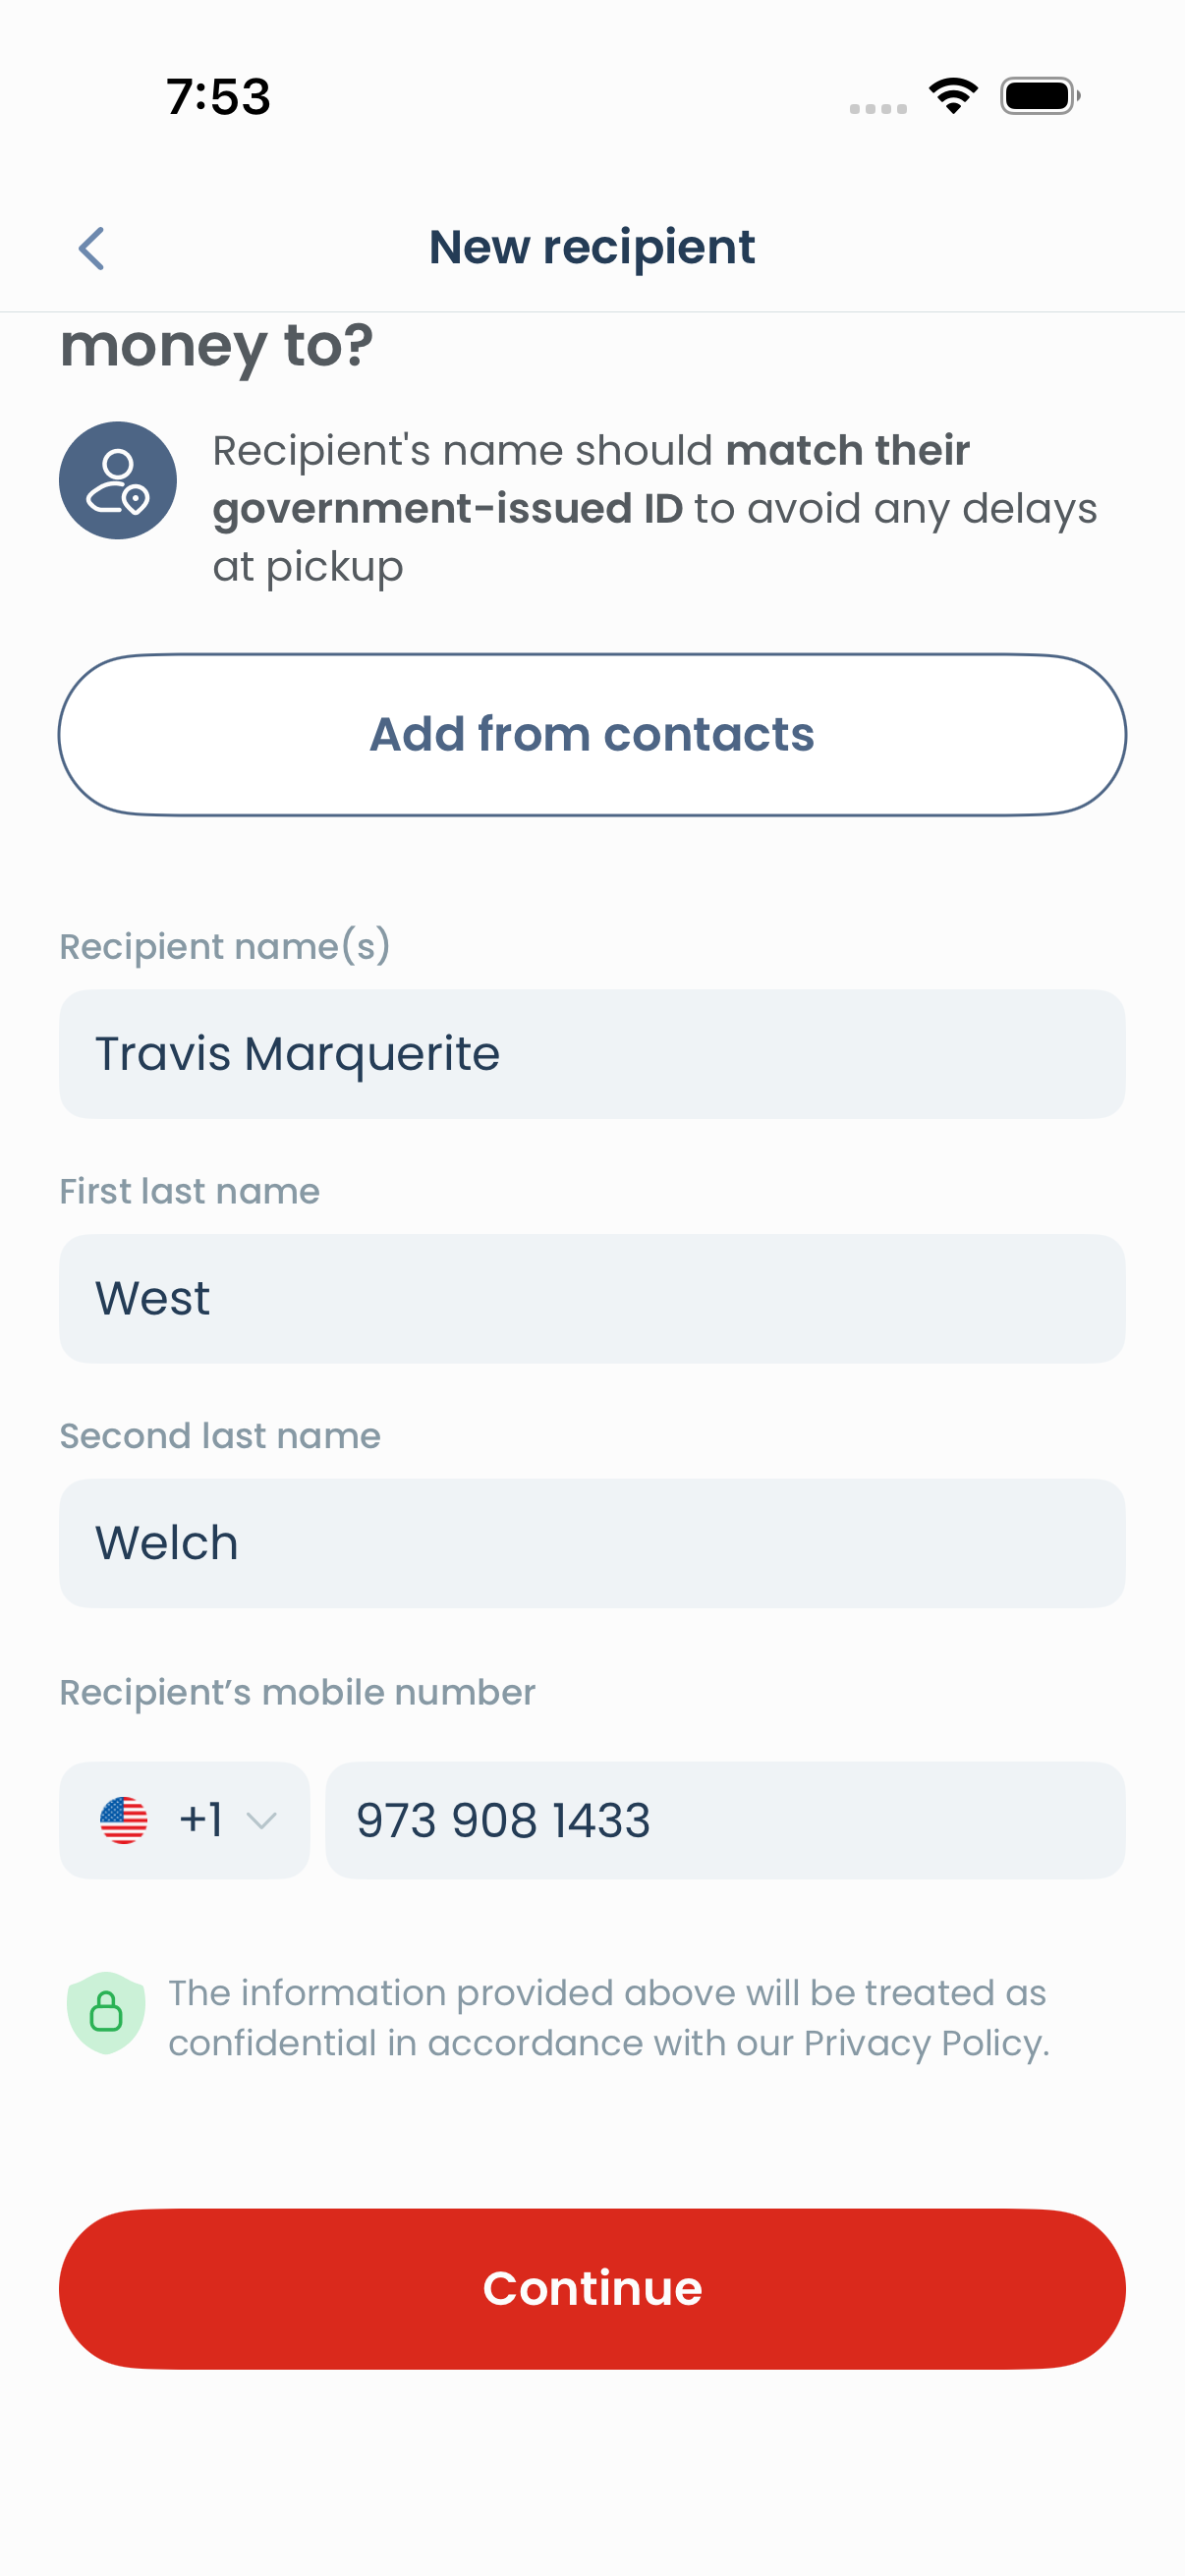 7:53
New recipient
money to?
Recipient's name should match their
government-issued ID to avoid any delays
at pickup
Add from contacts
Recipient name(s)
Travis Marquerite
First last name
West
Second last name
Welch
Recipient’s mobile number
+1 973 908 1433
The information provided above will be treated as
confidential in accordance with our Privacy Policy.
Continue